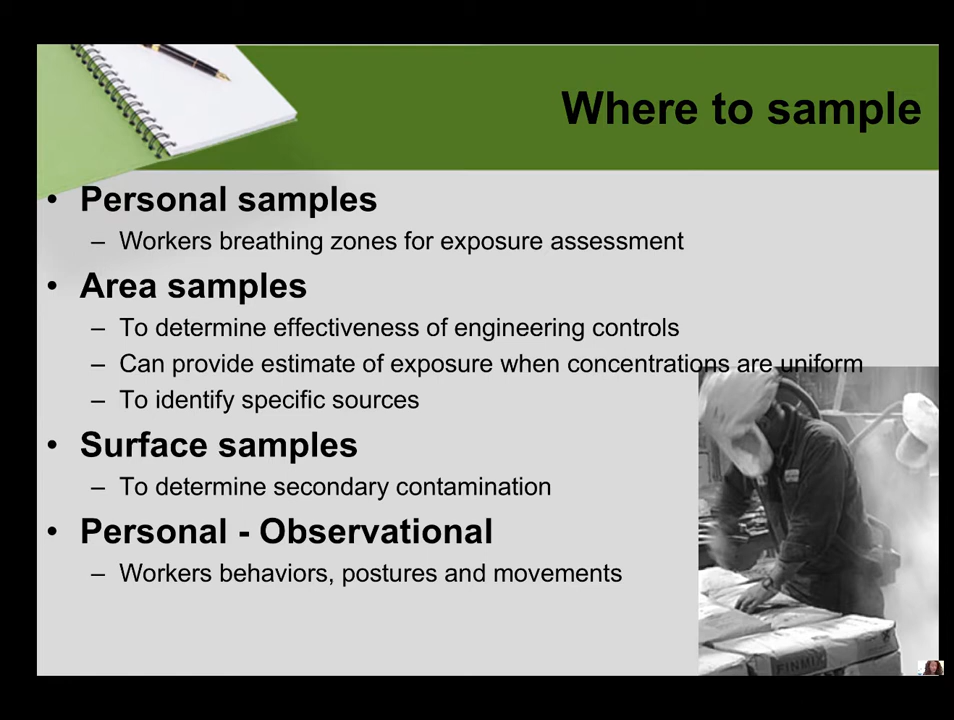 Where to sample
• Personal samples
– Workers breathing zones for exposure assessment
• Area samples
– To determine effectiveness of engineering controls
– Can provide estimate of exposure when concentrations are uniform
– To identify specific sources
• Surface samples
– To determine secondary contamination
• Personal - Observational
– Workers behaviors, postures and movements
FINMIX